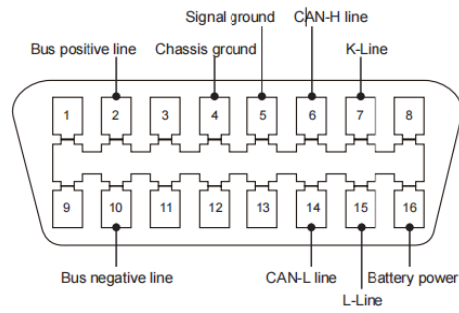 Signal ground CAN-H line
Bus positive line Chassis ground K-Line
1 2 3 4 5 6 7 8
9 10 11 12 13 14 15 16
Bus negative line CAN-L line Battery power
L-Line